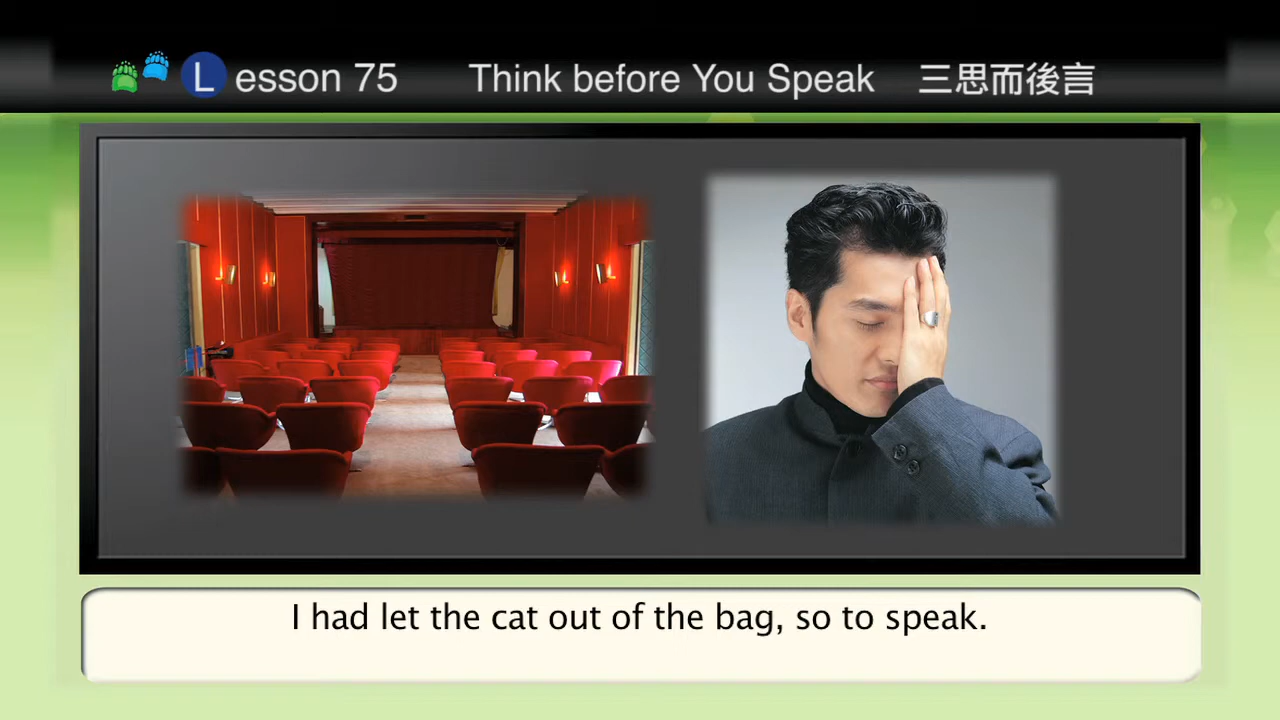 Lesson 75 Think before You Speak 三思而後言
I had let the cat out of the bag, so to speak.